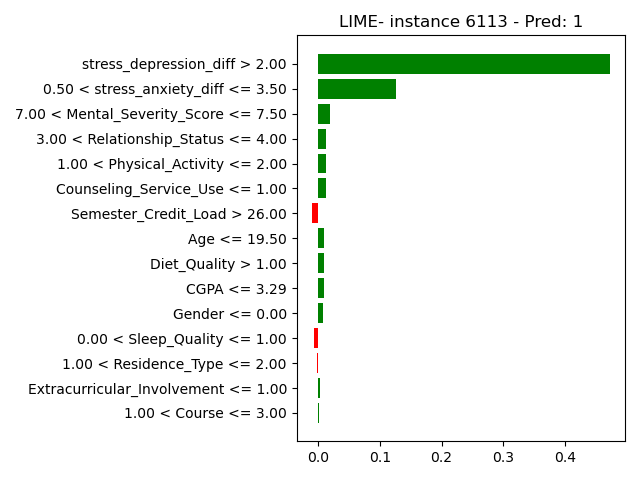 LIME- instance 6113 - Pred: 1
stress_depression_diff > 2.00
0.50 < stress_anxiety_diff <= 3.50
7.00 < Mental_Severity_Score <= 7.50
3.00 < Relationship_Status <= 4.00
1.00 < Physical_Activity <= 2.00
Counseling_Service_Use <= 1.00
Semester_Credit_Load > 26.00
Age <= 19.50
Diet_Quality > 1.00
CGPA <= 3.29
Gender <= 0.00
0.00 < Sleep_Quality <= 1.00
1.00 < Residence_Type <= 2.00
Extracurricular_Involvement <= 1.00
1.00 < Course <= 3.00
0.0 0.1 0.2 0.3 0.4